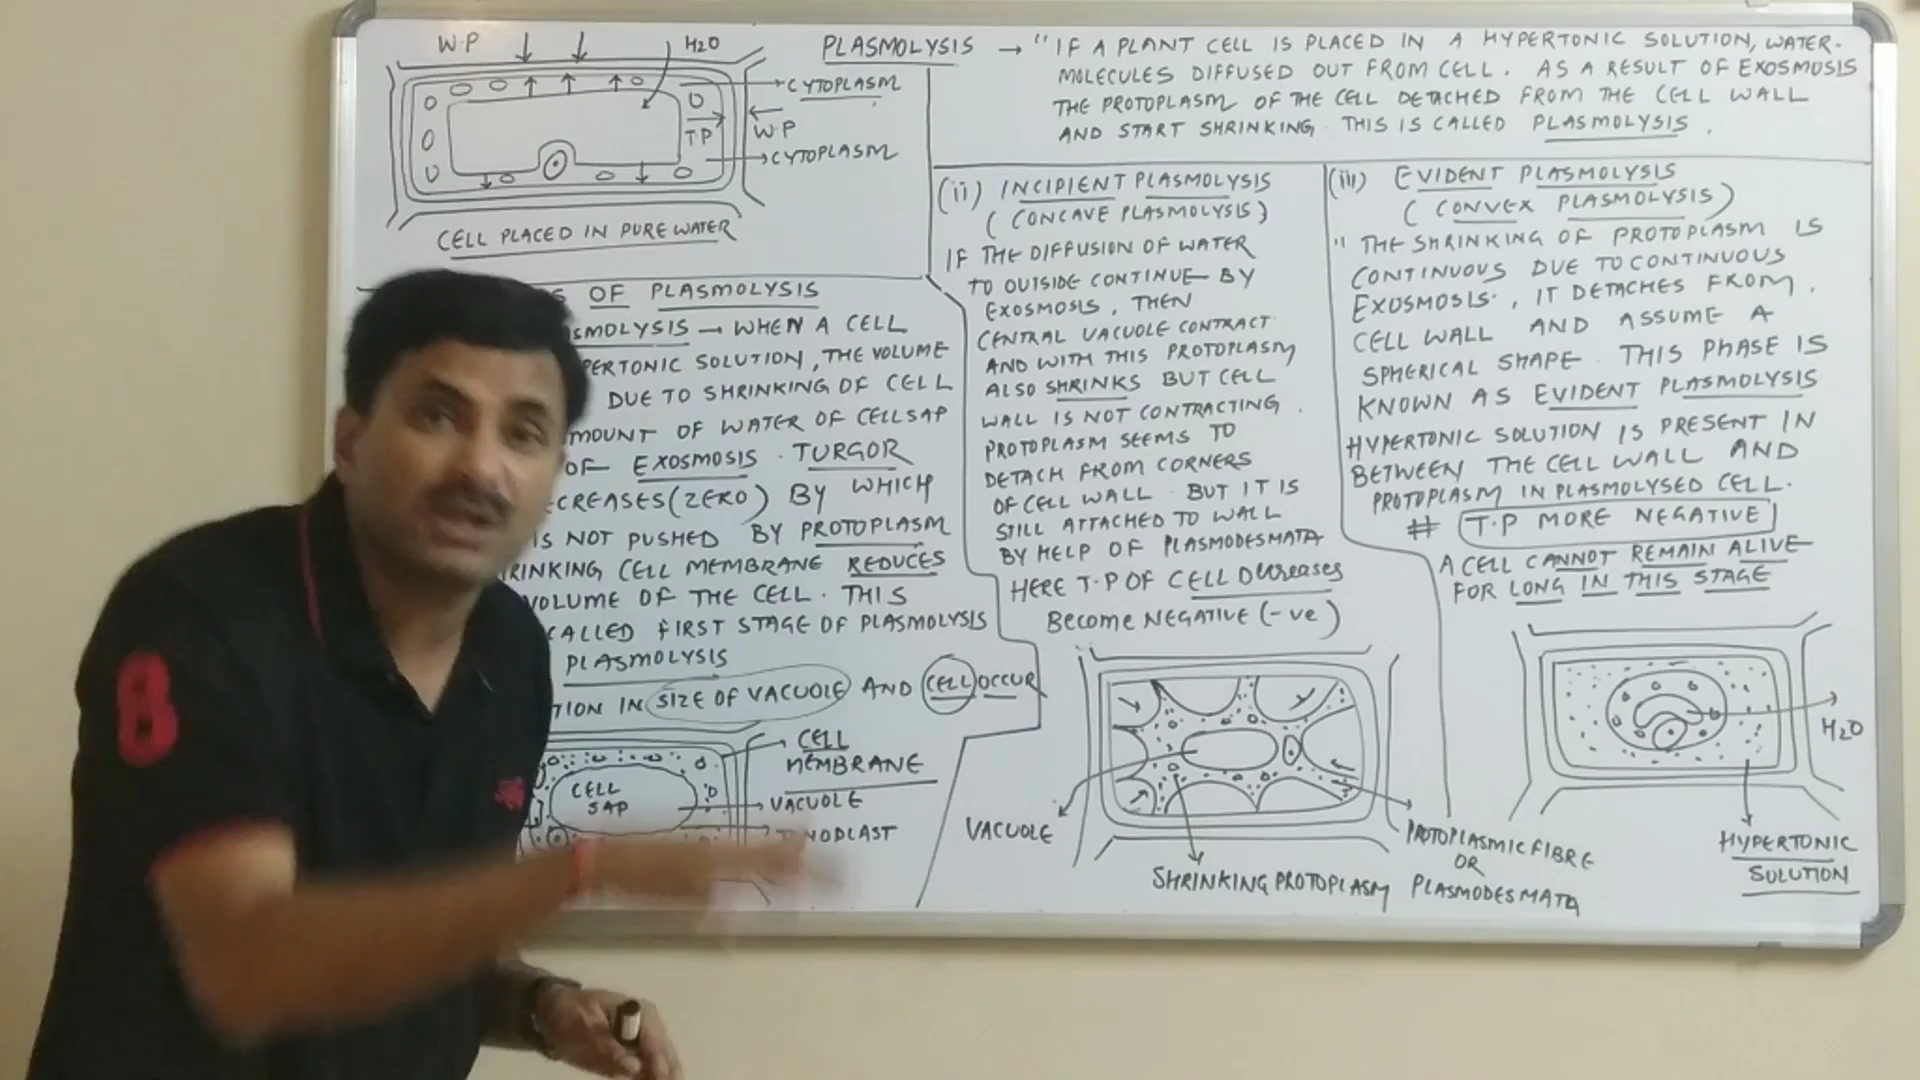 W.P
H2O
CYTOPLASM
U
T P
W.P
CYTOPLASM
CELL PLACED IN PURE WATER
PLASMOLYSIS → "IF A PLANT CELL IS PLACED IN A HYPERTONIC SOLUTION, WATER-
MOLECULES DIFFUSED OUT FROM CELL. AS A RESULT OF EXOSMOSIS
THE PROTOPLASM OF THE CELL DETACHED FROM THE CELL WALL
AND START SHRINKING. THIS IS CALLED PLASMOLYSIS.
OF PLASMOLYSIS
SMOLYSIS → WHEN A CELL
PERTONIC SOLUTION, THE VOLUME
DUE TO SHRINKING OF CELL
MOUNT OF WATER OF CELLSAP
OF EXOSMOSIS. TURGOR
CREASES (ZERO) BY WHICH
IS NOT PUSHED BY PROTOPLASM
RINKING CELL MEMBRANE REDUCES
VOLUME OF THE CELL. THIS
CALLED FIRST STAGE OF PLASMOLYSIS
PLASMOLYSIS
TION IN SIZE OF VACUOLE AND CELL OCCUR
CELL
MEMBRANE
CELL
SAP
VACUOLE
(ii) INCIPIENT PLASMOLYSIS
(CONCAVE PLASMOLYSIS)
IF THE DIFFUSION OF WATER
TO OUTSIDE CONTINUE BY
EXOSMOSIS, THEN
CENTRAL VACUOLE CONTRACT
AND WITH THIS PROTOPLASM
ALSO SHRINKS BUT CELL
WALL IS NOT CONTRACTING.
PROTOPLASM SEEMS TO
DETACH FROM CORNERS
OF CELL WALL. BUT IT IS
STILL ATTACHED TO WALL
BY HELP OF PLASMODESMATA
HERE T.P OF CELL Decreases
Become NEGATIVE (-ve)
VACUOLE
SHRINKING PROTOPLASM
PROTOPLASMIC FIBRE
OR
PLASMODESMATA
(iii) EVIDENT PLASMOLYSIS
(CONVEX PLASMOLYSIS)
"THE SHRINKING OF PROTOPLASM IS
CONTINUOUS DUE TO CONTINUOUS
EXOSMOSIS, IT DETACHES FROM.
CELL WALL AND ASSUME A
SPHERICAL SHAPE. THIS PHASE IS
KNOWN AS EVIDENT PLASMOLYSIS
HYPERTONIC SOLUTION IS PRESENT IN
BETWEEN THE CELL WALL AND
PROTOPLASM IN PLASMOLYSED CELL.
# T.P MORE NEGATIVE
A CELL CANNOT REMAIN ALIVE
FOR LONG IN THIS STAGE
H2O
HYPERTONIC
SOLUTION
8